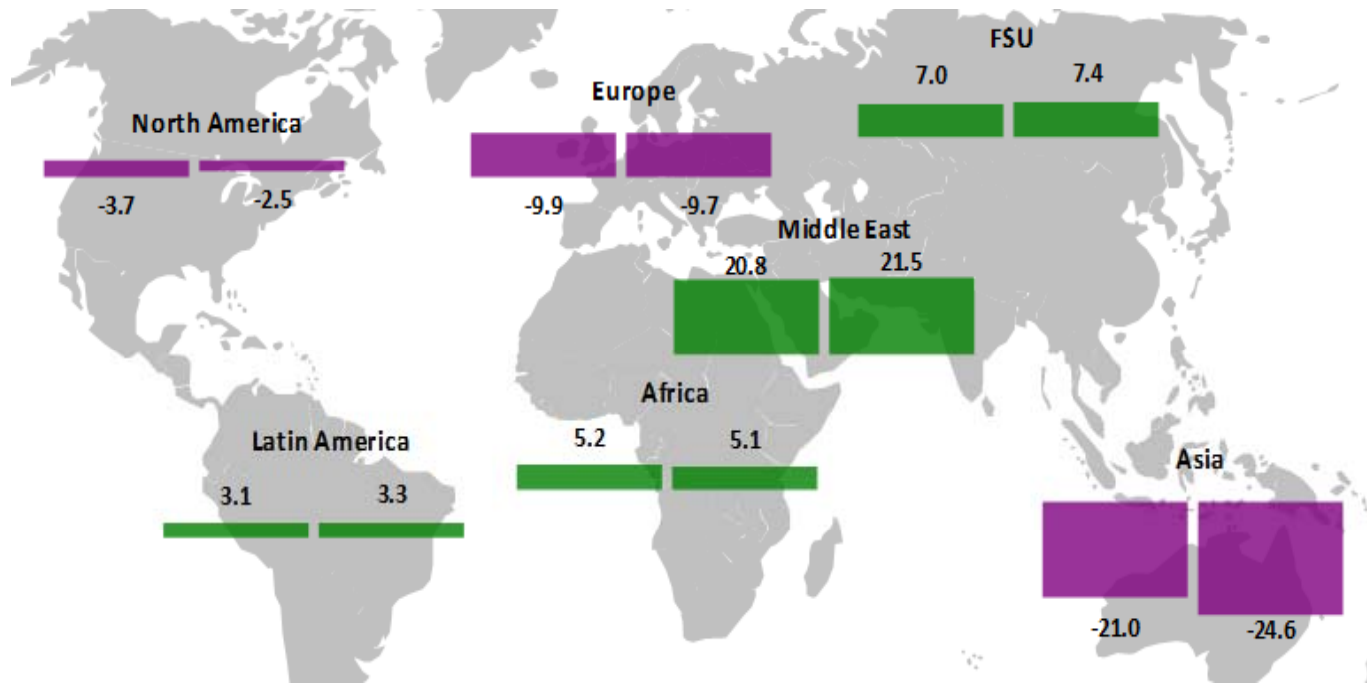 FSU
7.0 7.4
Europe
-9.9 -9.7
North America
-3.7 -2.5
Middle East
20.8 21.5
Africa
5.2 5.1
Latin America
3.1 3.3
Asia
-21.0 -24.6